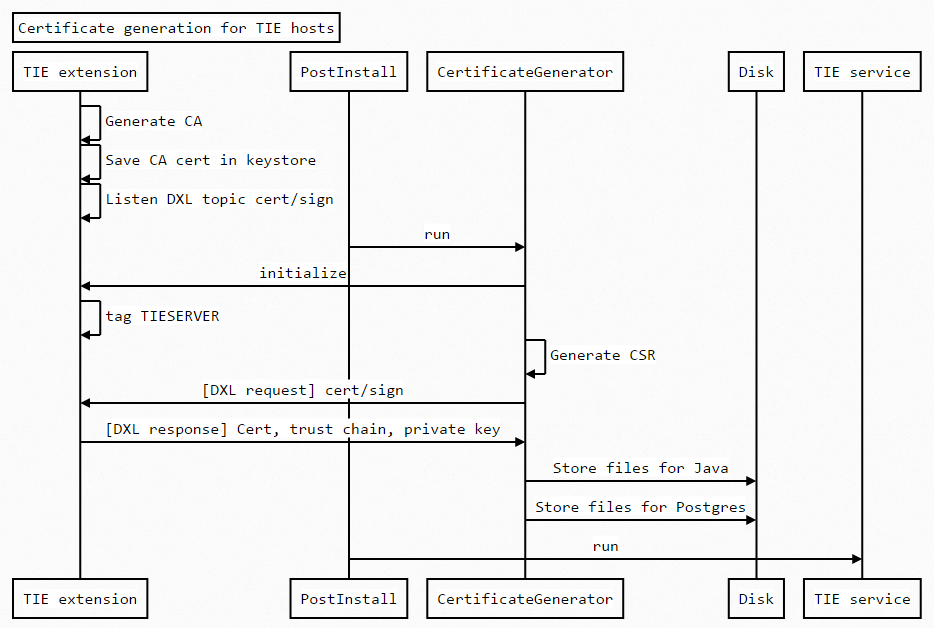 Certificate generation for TIE hosts
TIE extension
PostInstall
CertificateGenerator
Disk
TIE service
Generate CA
Save CA cert in keystore
Listen DXL topic cert/sign
run
initialize
tag TIESERVER
Generate CSR
[DXL request] cert/sign
[DXL response] Cert, trust chain, private key
Store files for Java
Store files for Postgres
run
TIE extension
PostInstall
CertificateGenerator
Disk
TIE service